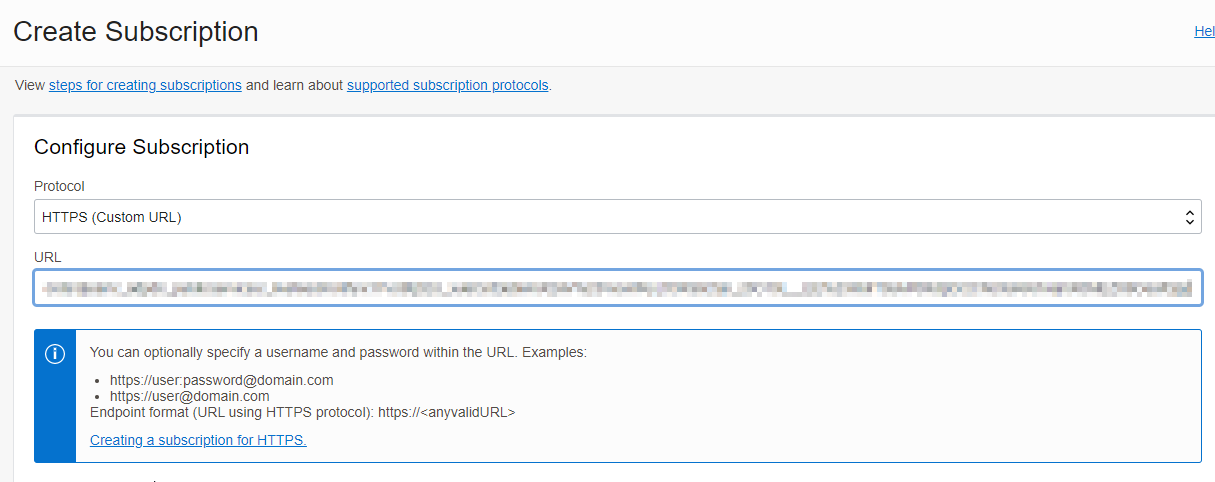 Create Subscription
Hel
View steps for creating subscriptions and learn about supported subscription protocols.
Configure Subscription
Protocol
HTTPS (Custom URL)
URL
You can optionally specify a username and password within the URL. Examples:
• https://user:password@domain.com
• https://user@domain.com
Endpoint format (URL using HTTPS protocol): https://<anyvalidURL>
Creating a subscription for HTTPS.